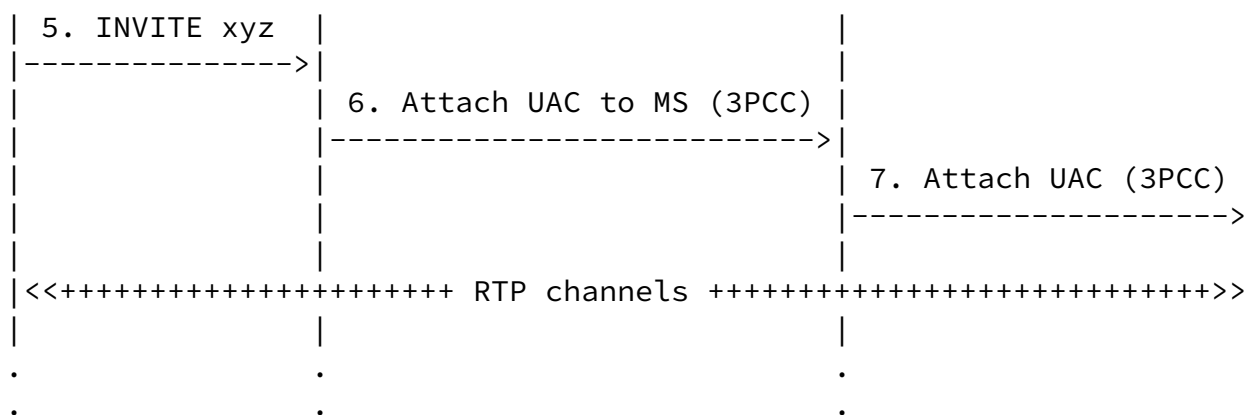 | 5. INVITE xyz | |
|--------------->| |
| | 6. Attach UAC to MS (3PCC) |
| |--------------------------->|
| | | 7. Attach UAC (3PCC)
| | |--------------------->
| | |
|<<++++++++++++++++++++++ RTP channels ++++++++++++++++++++++++++++>>
| | |
. . .
. . .